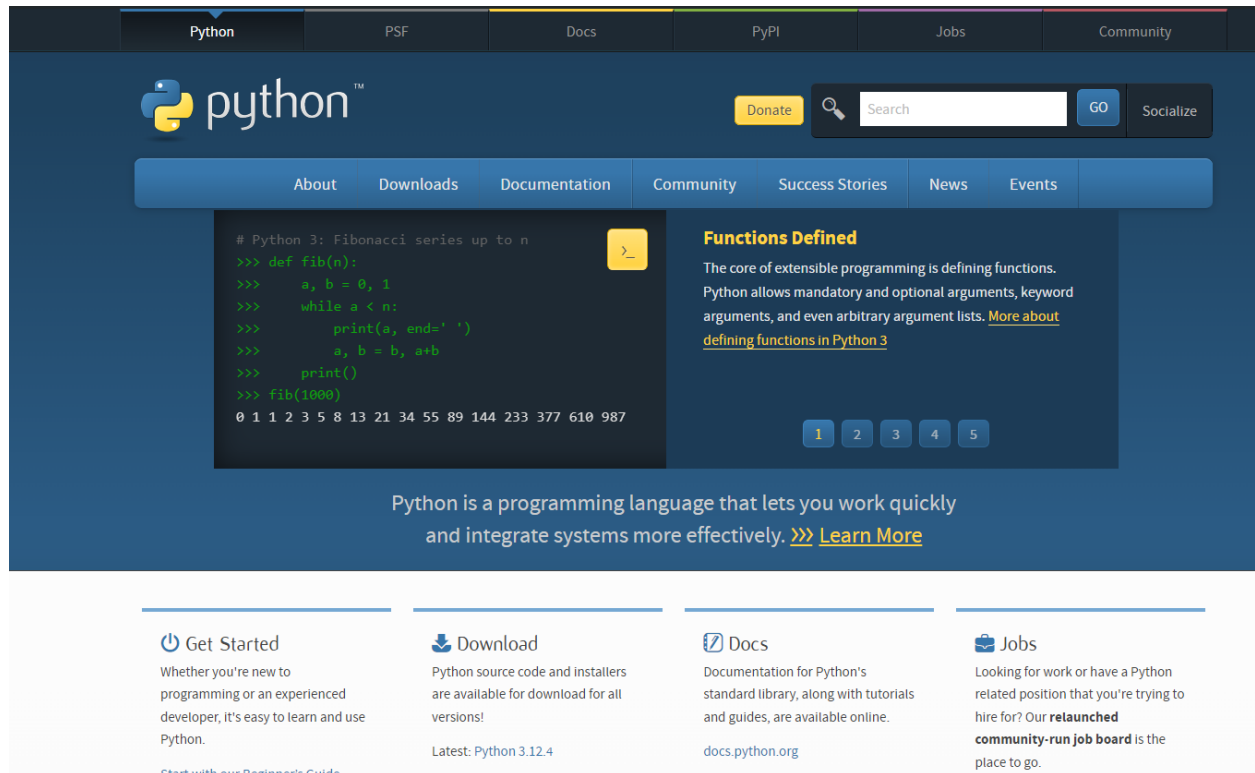 Python PSF Docs PyPI Jobs Community
python™
Donate Search GO Socialize
About Downloads Documentation Community Success Stories News Events
# Python 3: Fibonacci series up to n
>>> def fib(n):
>>>     a, b = 0, 1
>>>     while a < n:
>>>         print(a, end=' ')
>>>         a, b = b, a+b
>>>     print()
>>> fib(1000)
0 1 1 2 3 5 8 13 21 34 55 89 144 233 377 610 987
>_
Functions Defined
The core of extensible programming is defining functions.
Python allows mandatory and optional arguments, keyword
arguments, and even arbitrary argument lists. More about
defining functions in Python 3
1 2 3 4 5
Python is a programming language that lets you work quickly
and integrate systems more effectively. >>> Learn More
Get Started
Whether you're new to
programming or an experienced
developer, it's easy to learn and use
Python.
Start with our Beginner's Guide
Download
Python source code and installers
are available for download for all
versions!
Latest: Python 3.12.4
Docs
Documentation for Python's
standard library, along with tutorials
and guides, are available online.
docs.python.org
Jobs
Looking for work or have a Python
related position that you're trying to
hire for? Our relaunched
community-run job board is the
place to go.